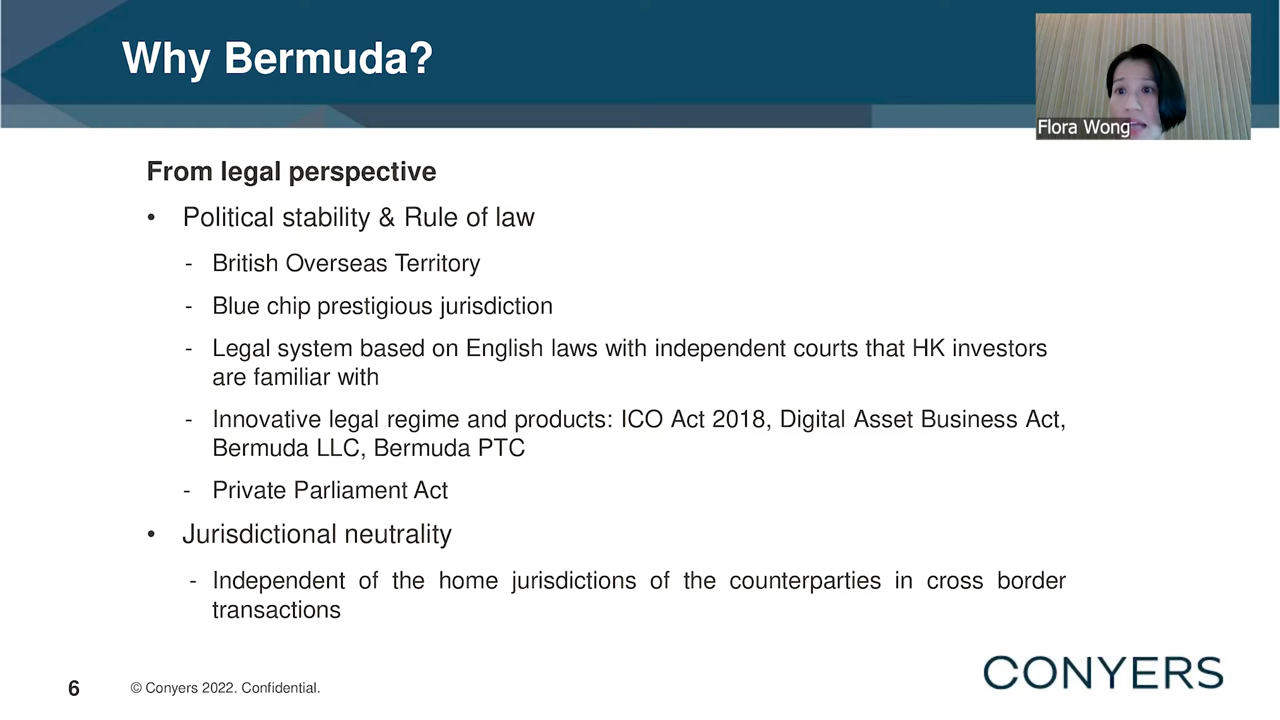 Why Bermuda?
Flora Wong
From legal perspective
• Political stability & Rule of law
- British Overseas Territory
- Blue chip prestigious jurisdiction
- Legal system based on English laws with independent courts that HK investors
are familiar with
- Innovative legal regime and products: ICO Act 2018, Digital Asset Business Act,
Bermuda LLC, Bermuda PTC
- Private Parliament Act
• Jurisdictional neutrality
- Independent of the home jurisdictions of the counterparties in cross border
transactions
6
© Conyers 2022. Confidential.
CONYERS